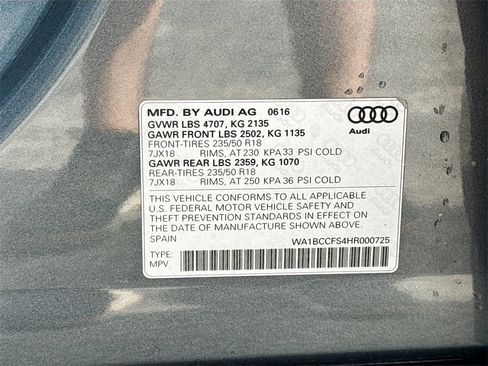 MFD. BY AUDI AG 0616
GVWR LBS 4707, KG 2135
GAWR FRONT LBS 2502, KG 1135
FRONT-TIRES 235/50 R18
7JX18 RIMS, AT 230 KPA 33 PSI COLD
GAWR REAR LBS 2359, KG 1070
REAR-TIRES 235/50 R18
7JX18 RIMS, AT 250 KPA 36 PSI COLD
Audi
THIS VEHICLE CONFORMS TO ALL APPLICABLE
U.S. FEDERAL MOTOR VEHICLE SAFETY AND
THEFT PREVENTION STANDARDS IN EFFECT ON
THE DATE OF MANUFACTURE SHOWN ABOVE.
SPAIN WA1BCCFS4HR000725
TYPE:
MPV